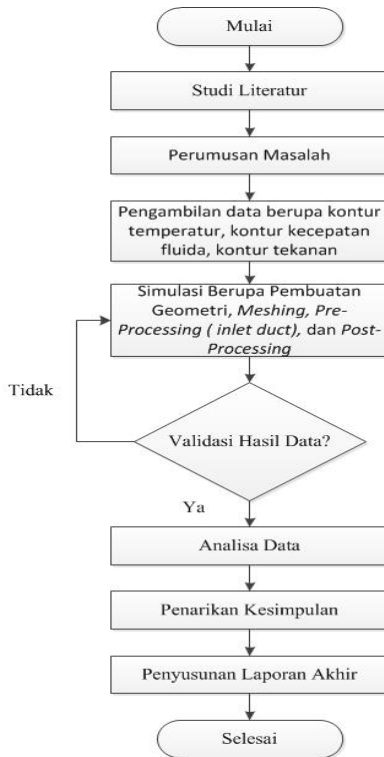 Mulai
Studi Literatur
Perumusan Masalah
Pengambilan data berupa kontur
temperatur, kontur kecepatan
fluida, kontur tekanan
Simulasi Berupa Pembuatan
Geometri, Meshing, Pre-
Processing ( inlet duct), dan Post-
Processing
Tidak
Validasi Hasil Data?
Ya
Analisa Data
Penarikan Kesimpulan
Penyusunan Laporan Akhir
Selesai